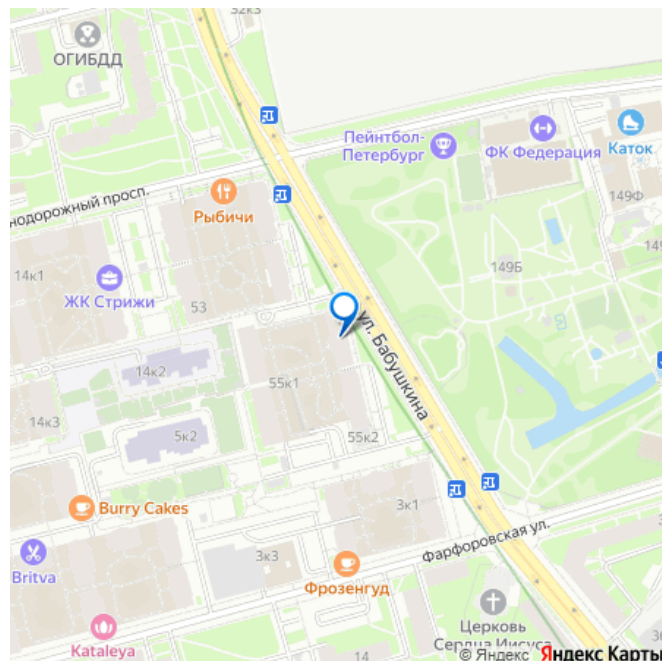 32к3
ОГИБДД
Пейнтбол-
Петербург
ФК Федерация
Каток
нодорожный просп.
Рыбичи
149Ф
14к1
ЖК Стрижи
53
149Б
149
ул. Бабушкина
14к2
55к1
14к3
5к2
55к2
Burry Cakes
3к1
Фарфоровская ул.
Britva
3к3
Фрозенгуд
Kataleya
14
Церковь
Сердца Иисуса
36
© Яндекс Яндекс Карты